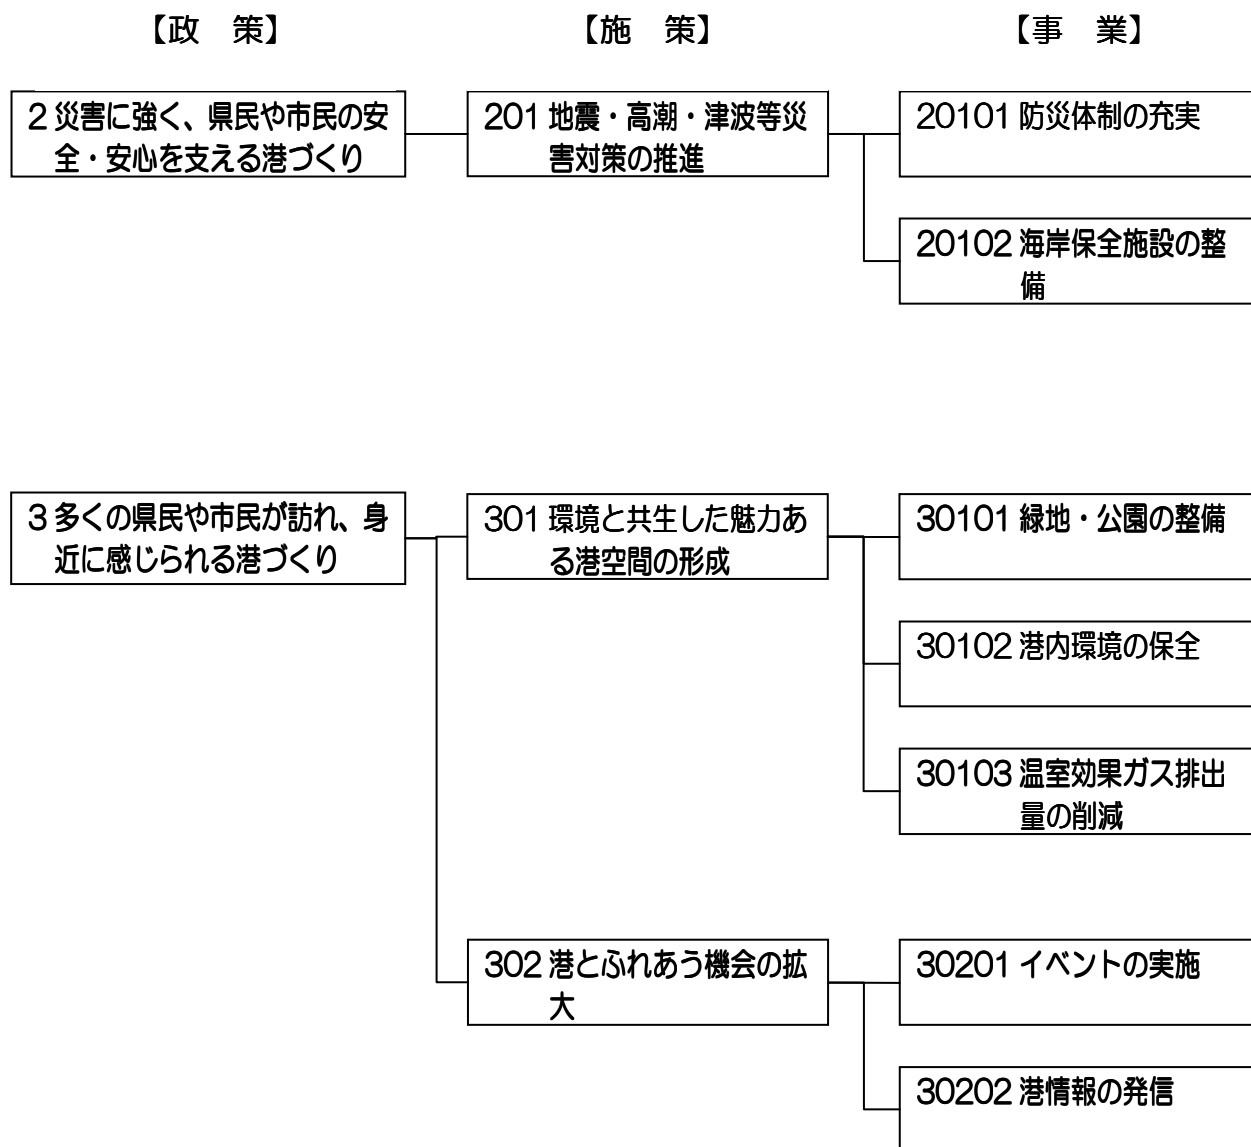 【政　策】
【施　策】
【事　業】
2 災害に強く、県民や市民の安
全・安心を支える港づくり
201 地震・高潮・津波等災
害対策の推進
20101 防災体制の充実
20102 海岸保全施設の整
備
3 多くの県民や市民が訪れ、身
近に感じられる港づくり
301 環境と共生した魅力あ
る港空間の形成
30101 緑地・公園の整備
30102 港内環境の保全
30103 温室効果ガス排出
量の削減
302 港とふれあう機会の拡
大
30201 イベントの実施
30202 港情報の発信